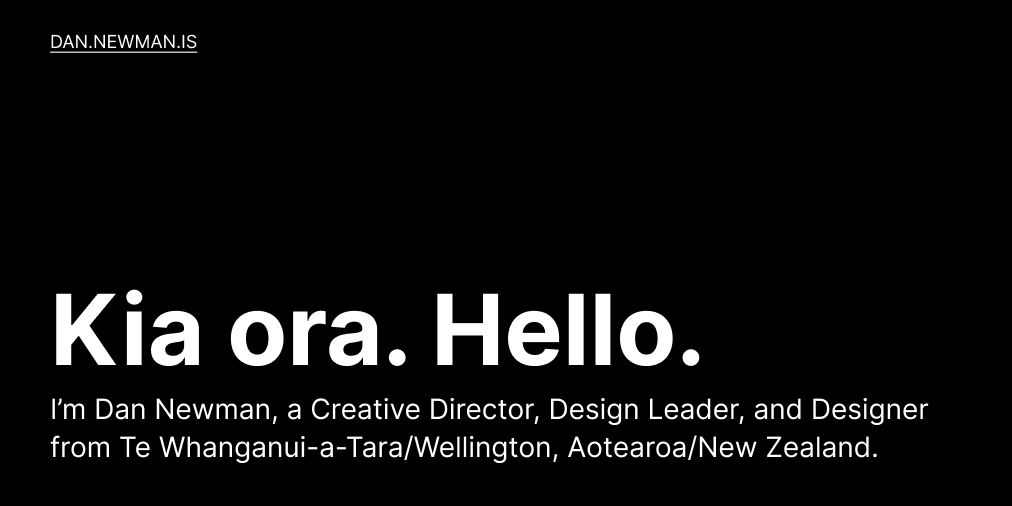 DAN.NEWMAN.IS
Kia ora. Hello.
I’m Dan Newman, a Creative Director, Design Leader, and Designer
from Te Whanganui-a-Tara/Wellington, Aotearoa/New Zealand.